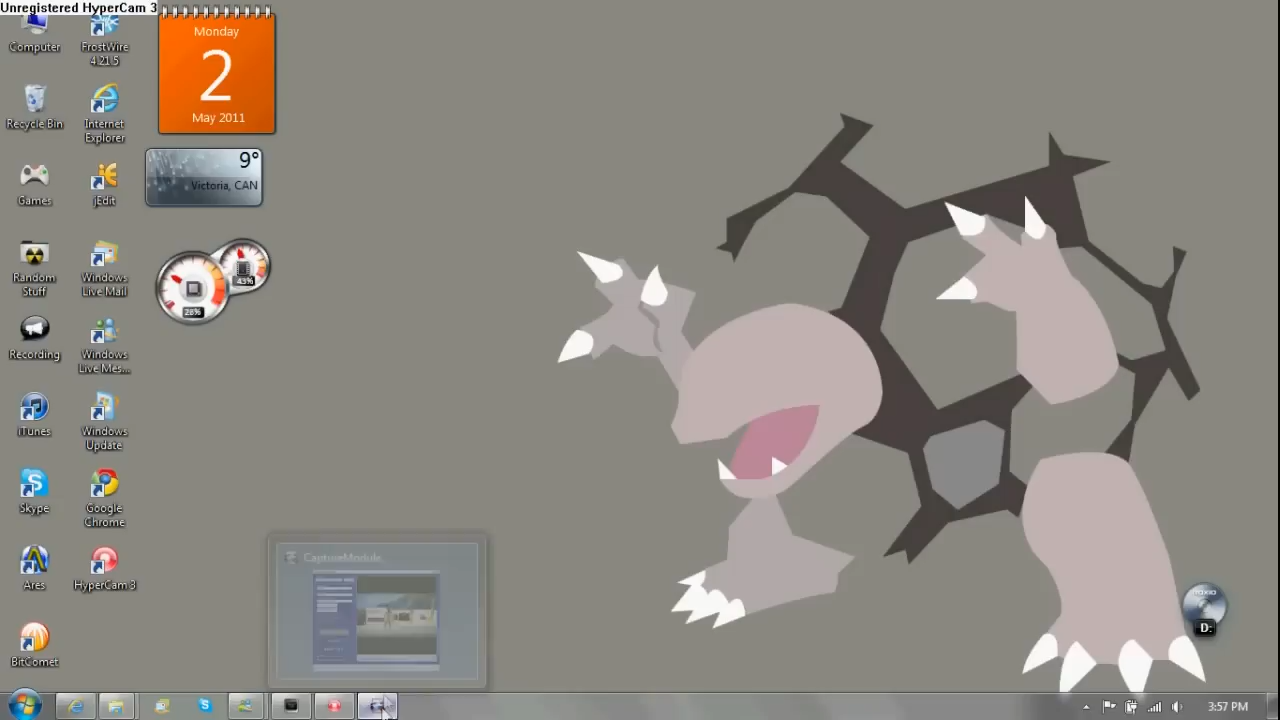 Unregistered HyperCam 3
Computer
FrostWire
4.21.5
Monday
2
May 2011
Recycle Bin
Internet
Explorer
9°
Victoria, CAN
Games
jEdit
Random
Stuff
Windows
Live Mail
43%
28%
Recording
Windows
Live Mes...
iTunes
Windows
Update
Skype
Google
Chrome
CaptureModule
Ares
HyperCam 3
D:
BitComet
3:57 PM